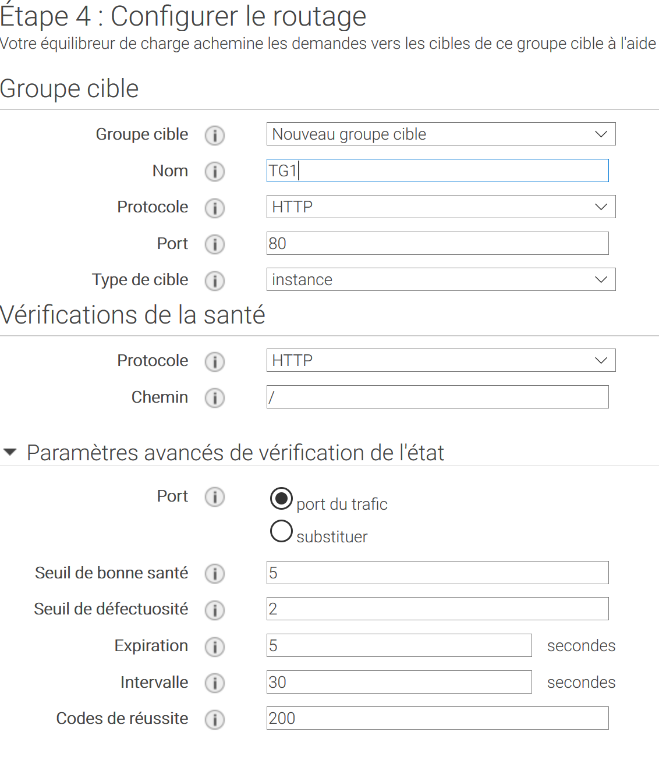 Étape 4 : Configurer le routage
Votre équilibreur de charge achemine les demandes vers les cibles de ce groupe cible à l'aide
Groupe cible
Groupe cible Nouveau groupe cible
Nom TG1
Protocole HTTP
Port 80
Type de cible instance
Vérifications de la santé
Protocole HTTP
Chemin /
Paramètres avancés de vérification de l'état
Port port du trafic
substituer
Seuil de bonne santé 5
Seuil de défectuosité 2
Expiration 5 secondes
Intervalle 30 secondes
Codes de réussite 200